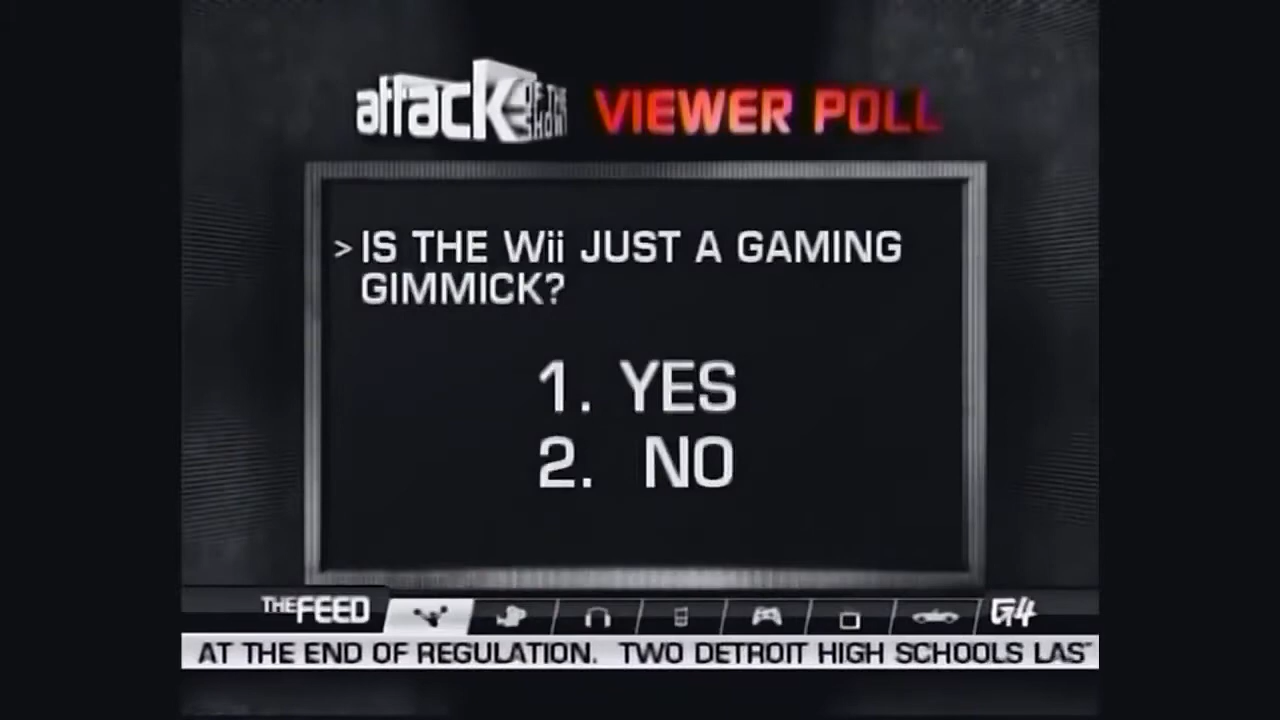 attack OF THE SHOW! VIEWER POLL
> IS THE Wii JUST A GAMING
GIMMICK?
1. YES
2. NO
THE FEED G4
AT THE END OF REGULATION. TWO DETROIT HIGH SCHOOLS LAS